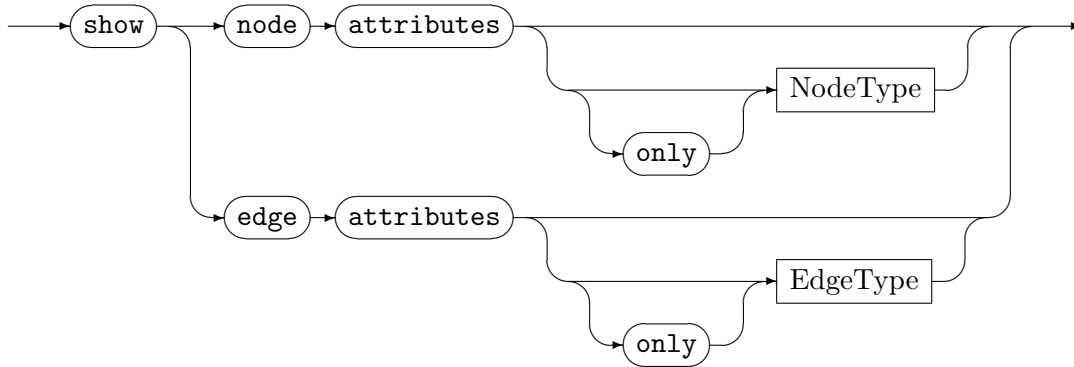 show node attributes
NodeType
only
edge attributes
EdgeType
only